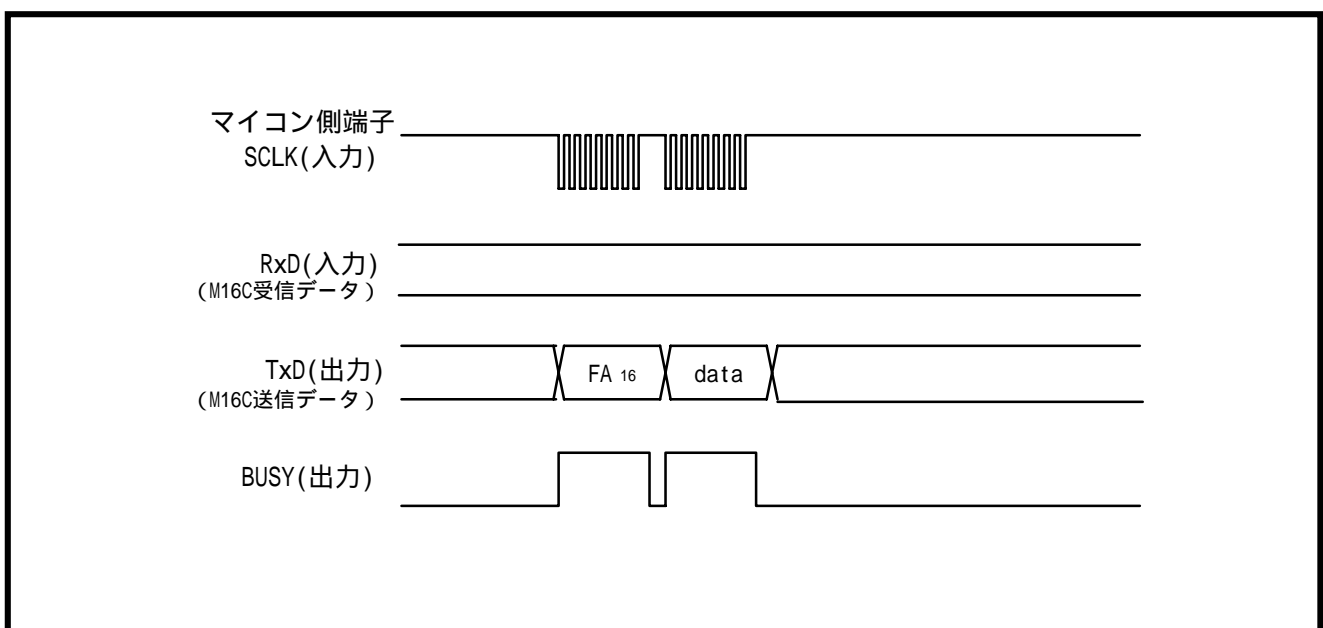 マイコン側端子
SCLK(入力)
RxD(入力)
(M16C受信データ)
TxD(出力)
FA 16
data
(M16C送信データ)
BUSY(出力)